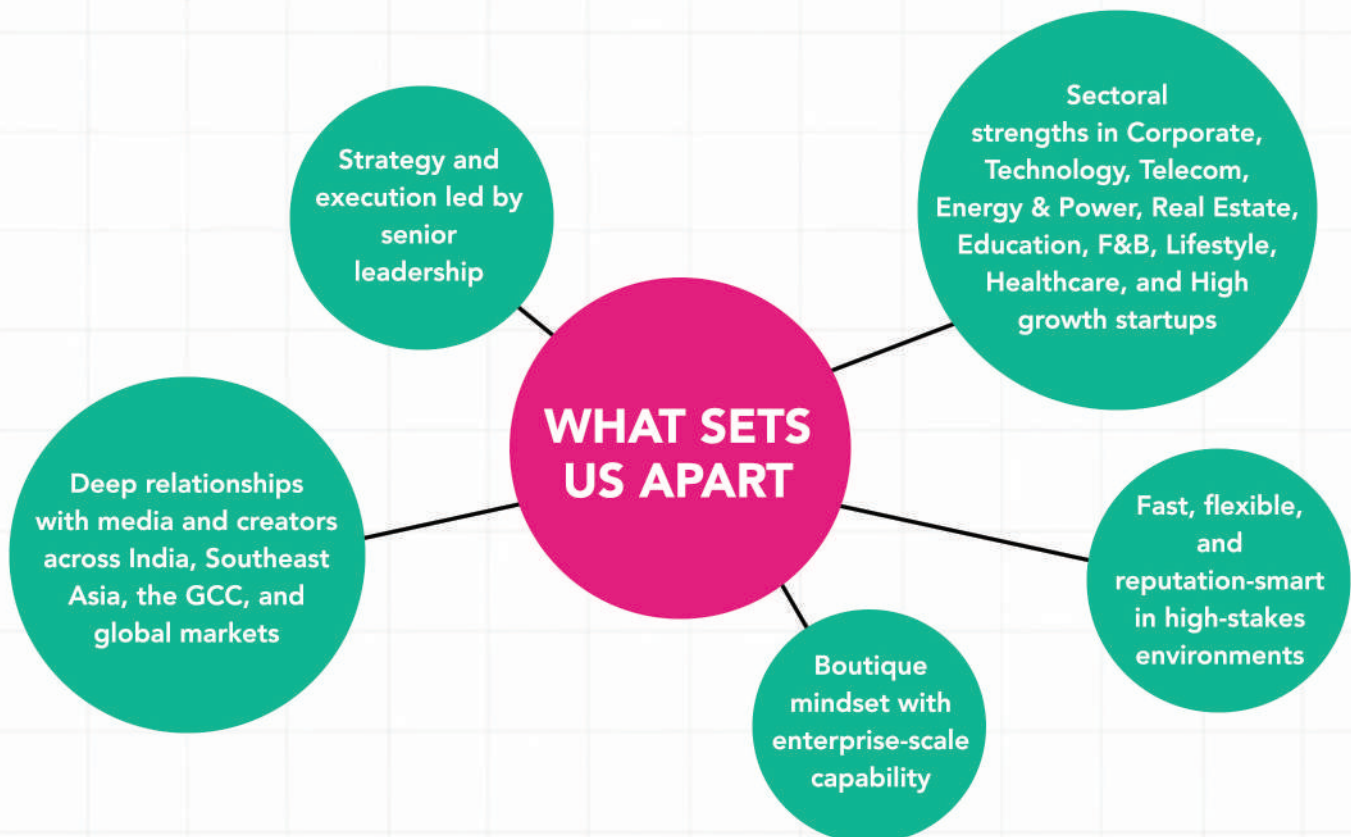 Sectoral
strengths in Corporate,
Technology, Telecom,
Energy & Power, Real Estate,
Education, F&B, Lifestyle,
Healthcare, and High
growth startups
Strategy and
execution led by
senior
leadership
WHAT SETS
US APART
Deep relationships
with media and creators
across India, Southeast
Asia, the GCC, and
global markets
Fast, flexible,
and
reputation-smart
in high-stakes
environments
Boutique
mindset with
enterprise-scale
capability